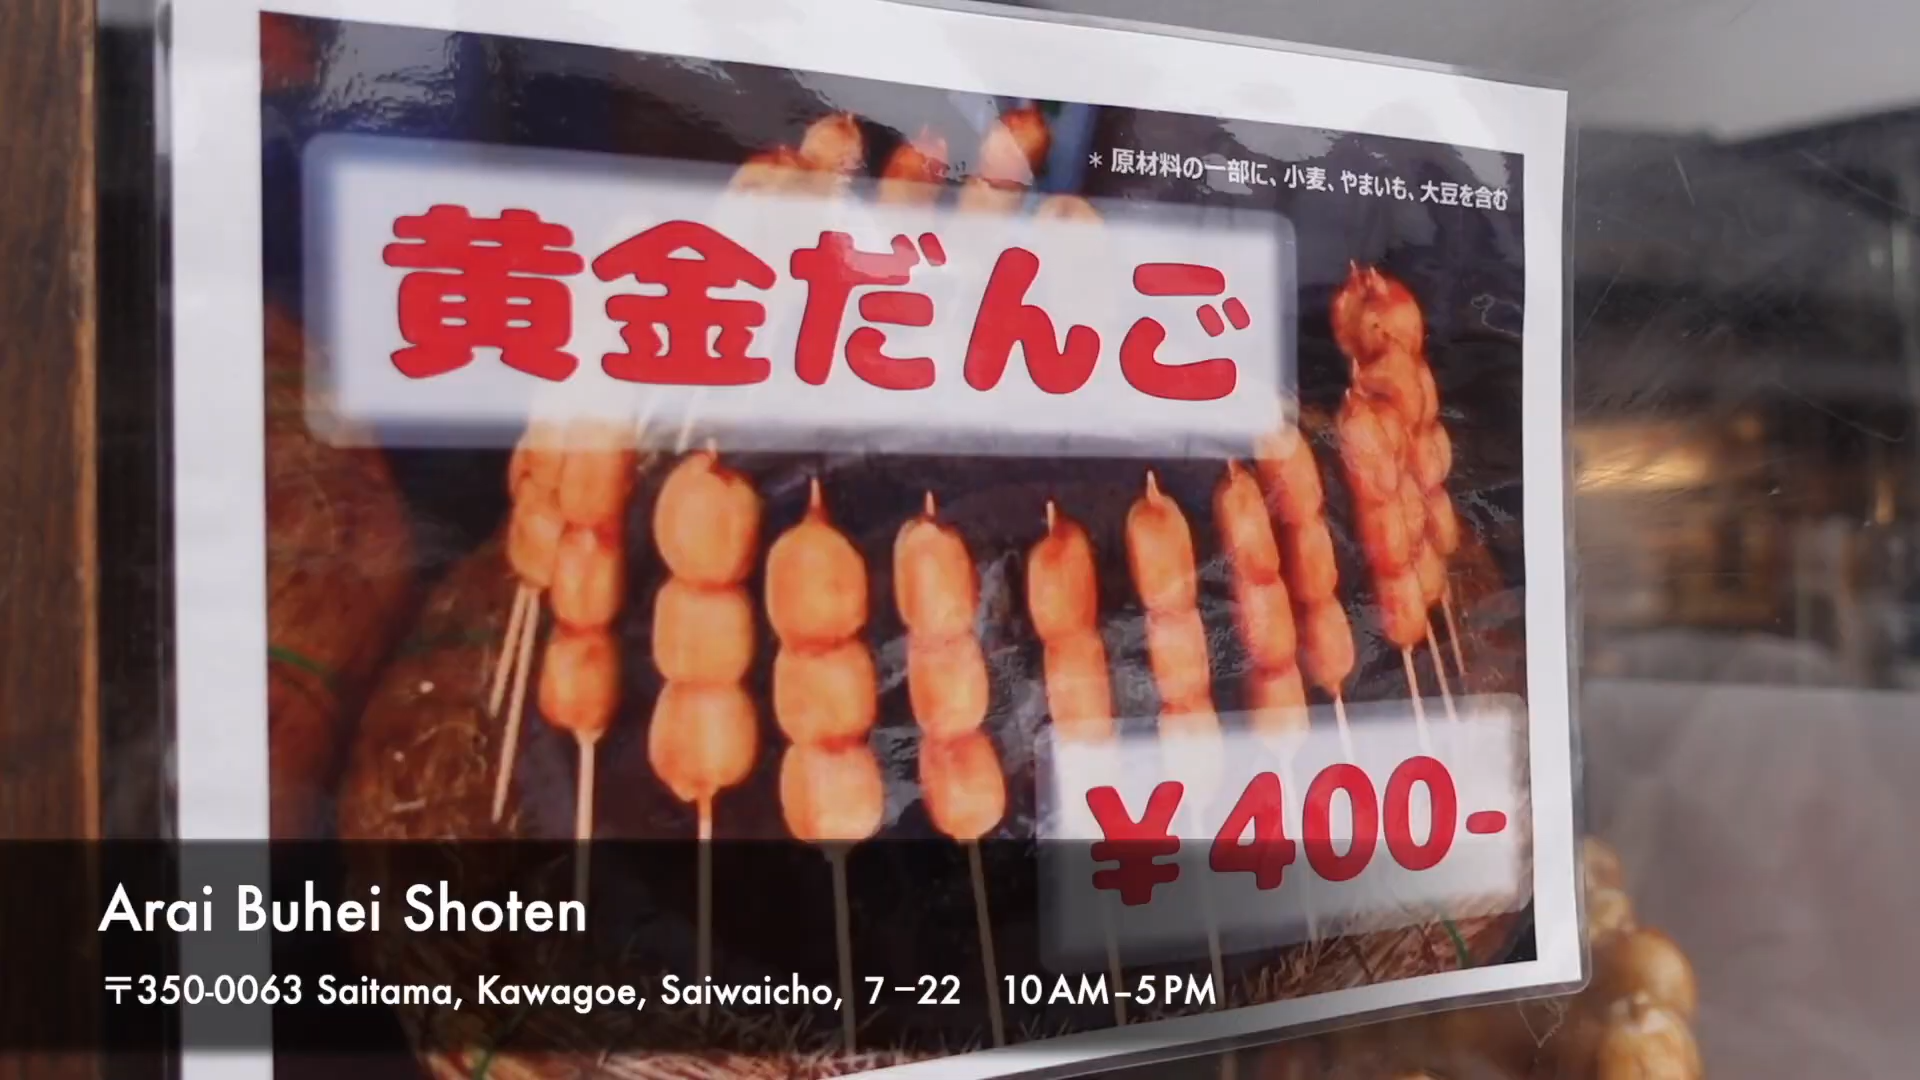 * 原材料の一部に、小麦、やまいも、大豆を含む
黄金だんご
¥400-
Arai Buhei Shoten
〒350-0063 Saitama, Kawagoe, Saiwaicho, 7-22 10AM-5PM